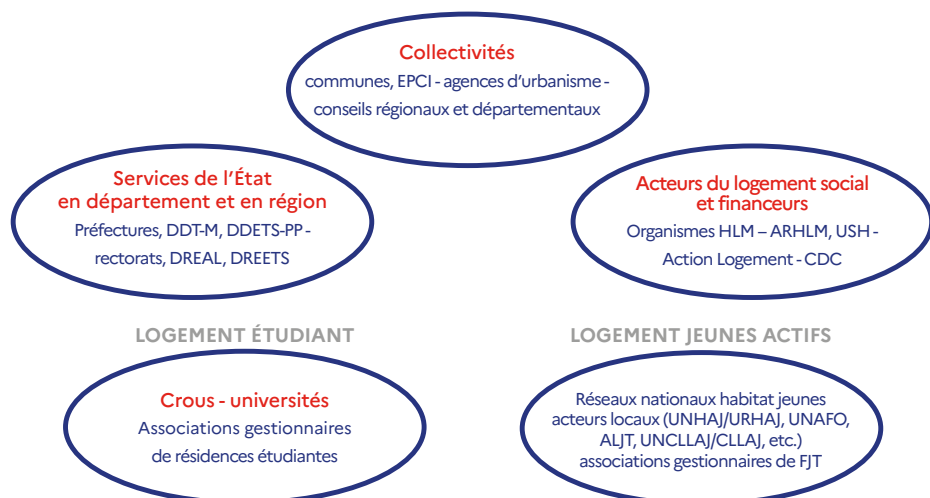 Collectivités
communes, EPCI - agences d’urbanisme -
conseils régionaux et départementaux
Services de l’État
en département et en région
Préfectures, DDT-M, DDETS-PP -
rectorats, DREAL, DREETS
Acteurs du logement social
et financeurs
Organismes HLM – ARHLM, USH -
Action Logement - CDC
LOGEMENT ÉTUDIANT
Crous - universités
Associations gestionnaires
de résidences étudiantes
LOGEMENT JEUNES ACTIFS
Réseaux nationaux habitat jeunes
acteurs locaux (UNHAJ/URHAJ, UNAFO,
ALJT, UNCLLAJ/CLLAJ, etc.)
associations gestionnaires de FJT